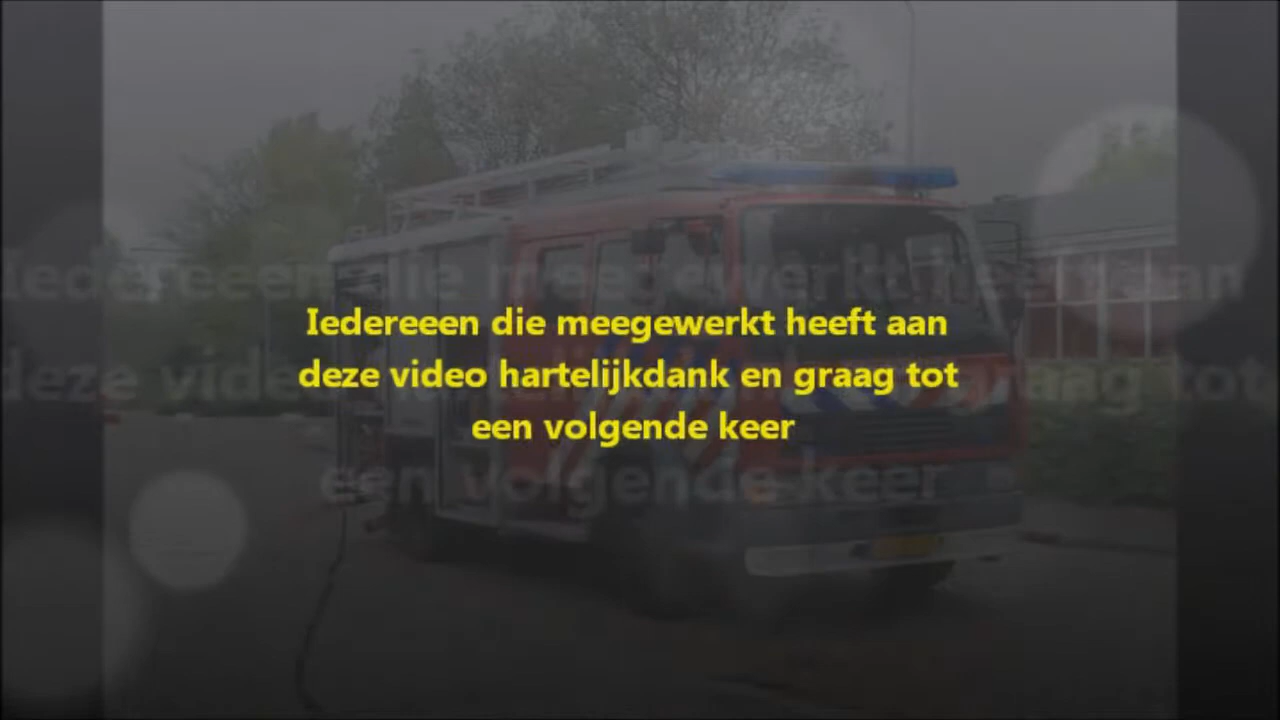 Iedereeen die meegewerkt heeft aan
deze video hartelijkdank en graag tot
een volgende keer